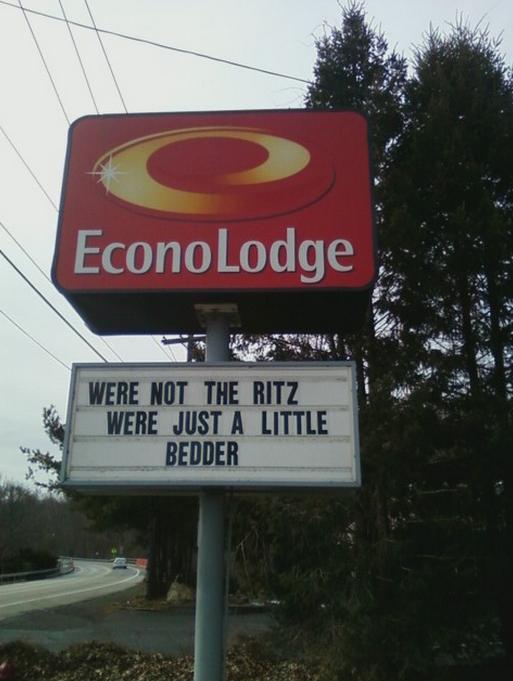 EconoLodge
WERE NOT THE RITZ
WERE JUST A LITTLE
BEDDER